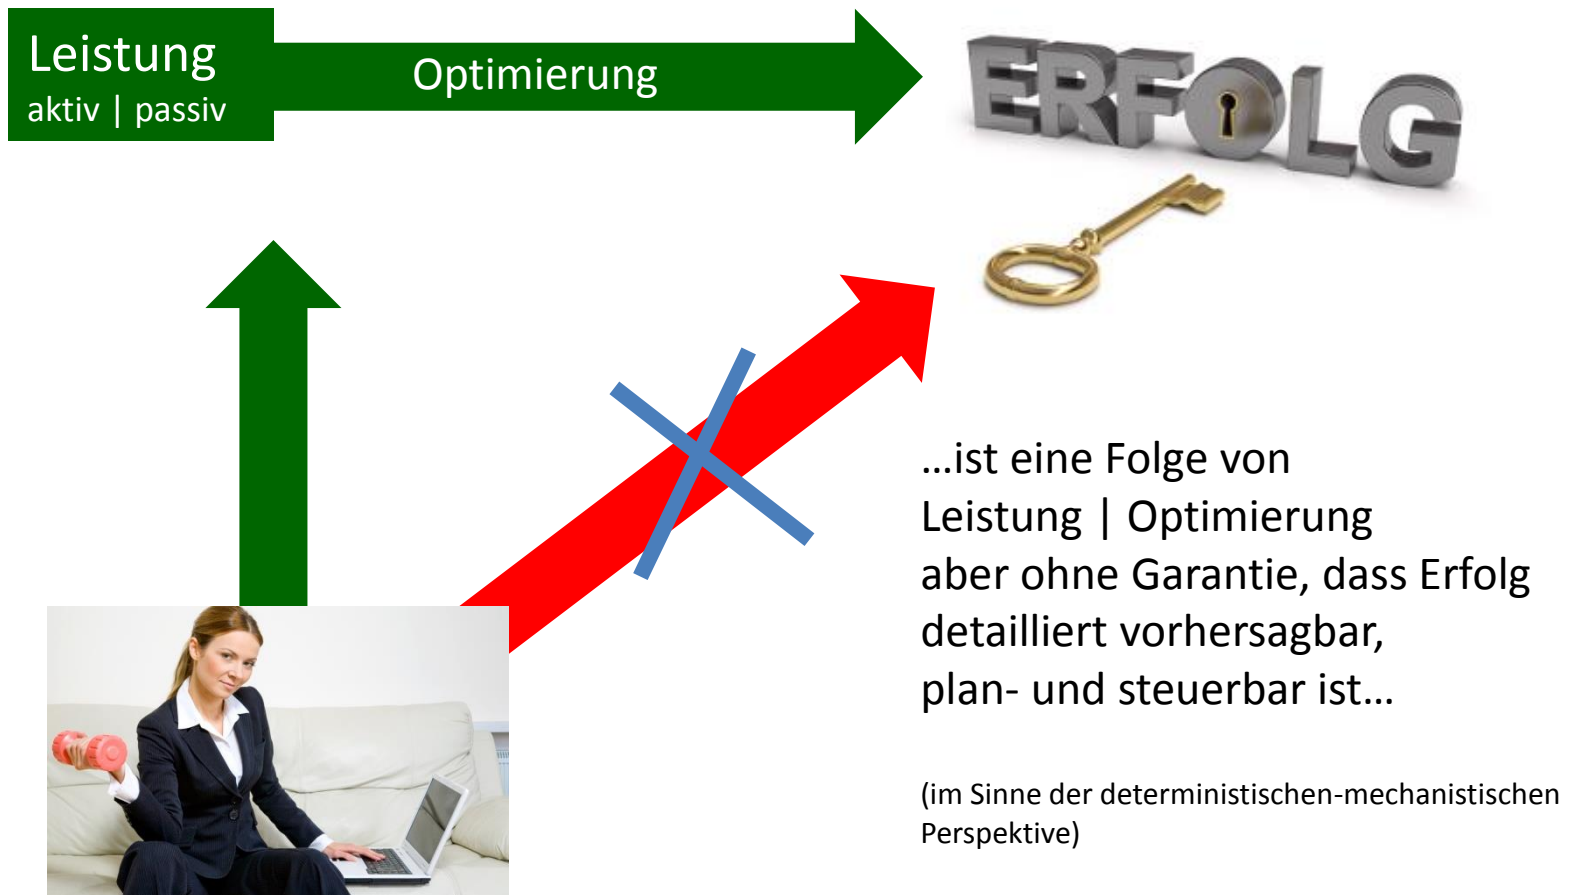 Leistung
aktiv | passiv
Optimierung
ERFOLG
…ist eine Folge von
Leistung | Optimierung
aber ohne Garantie, dass Erfolg
detailliert vorhersagbar,
plan- und steuerbar ist…
(im Sinne der deterministischen-mechanistischen
Perspektive)